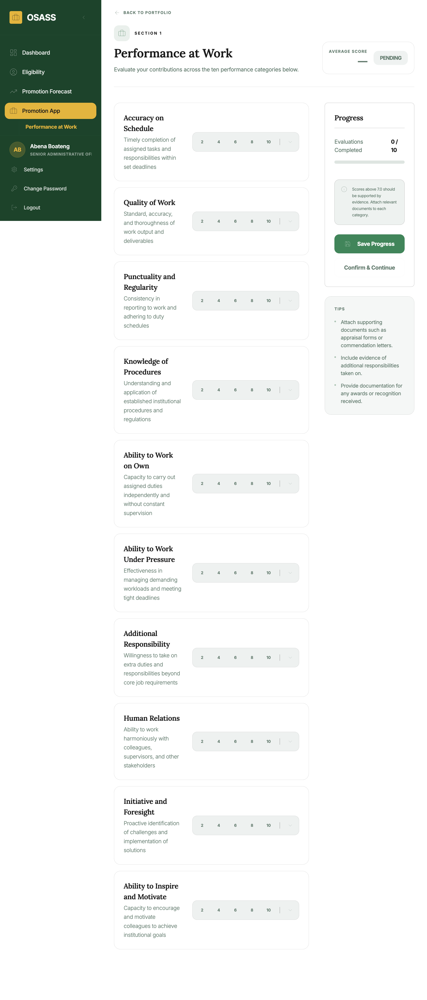 OSASS
Dashboard
Eligibility
Promotion Forecast
Promotion App
Performance at Work
AB
Abena Boateng
SENIOR ADMINISTRATIVE OF
Settings
Change Password
Logout
BACK TO PORTFOLIO
SECTION 1
Performance at Work
Evaluate your contributions across the ten performance categories below.
AVERAGE SCORE
—
PENDING
Accuracy on
Schedule
Timely completion of
assigned tasks and
responsibilities within
set deadlines
2 4 6 8 10
Quality of Work
Standard, accuracy,
and thoroughness of
work output and
deliverables
2 4 6 8 10
Punctuality and
Regularity
Consistency in
reporting to work and
adhering to duty
schedules
2 4 6 8 10
Knowledge of
Procedures
Understanding and
application of
established institutional
procedures and
regulations
2 4 6 8 10
Ability to Work
on Own
Capacity to carry out
assigned duties
independently and
without constant
supervision
2 4 6 8 10
Ability to Work
Under Pressure
Effectiveness in
managing demanding
workloads and meeting
tight deadlines
2 4 6 8 10
Additional
Responsibility
Willingness to take on
extra duties and
responsibilities beyond
core job requirements
2 4 6 8 10
Human Relations
Ability to work
harmoniously with
colleagues,
supervisors, and other
stakeholders
2 4 6 8 10
Initiative and
Foresight
Proactive identification
of challenges and
implementation of
solutions
2 4 6 8 10
Ability to Inspire
and Motivate
Capacity to encourage
and motivate
colleagues to achieve
institutional goals
2 4 6 8 10
Progress
Evaluations
Completed
0 /
10
Scores above 7.0 should
be supported by
evidence. Attach relevant
documents to each
category.
Save Progress
Confirm & Continue
TIPS
Attach supporting
documents such as
appraisal forms or
commendation letters.
Include evidence of
additional responsibilities
taken on.
Provide documentation for
any awards or recognition
received.